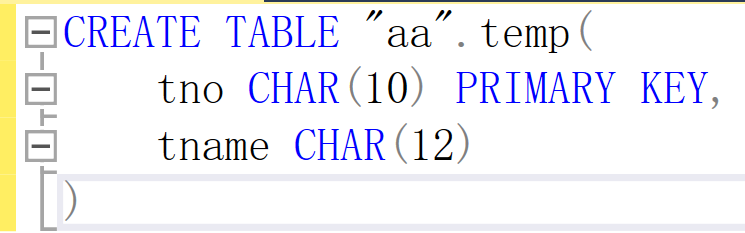 CREATE TABLE "aa".temp(
tno CHAR(10) PRIMARY KEY,
tname CHAR(12)
)